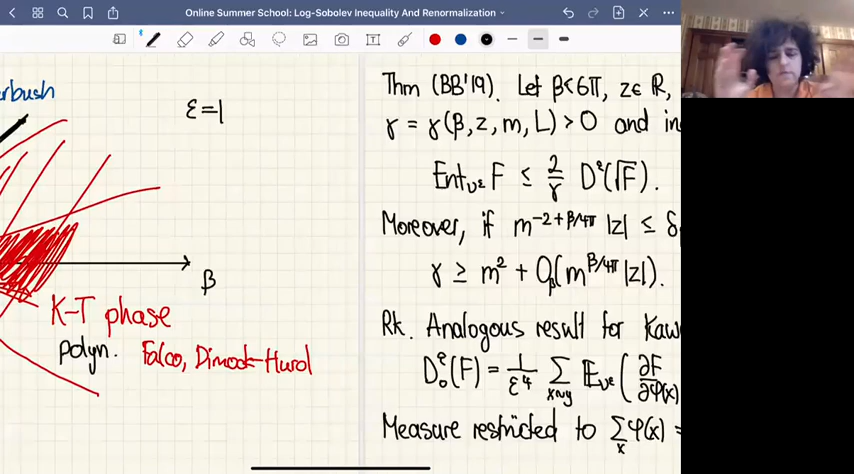 Online Summer School: Log-Sobolev Inequality And Renormalization
ε=1
β
K-T phase
polyn.
Falco, Dimock-Hurd
Thm (BB'19). Let β<6π, z∈ℝ,
γ = γ(β, z, m, L) > 0 and
Ent_{ν^ε} F ≤ 2/γ D^ε(√F).
Moreover, if m^{-2+β/4π} |z| ≤ δ
γ ≥ m² + O_β(m^{β/4π} |z|).
Rk. Analogous result for
D_0^ε(F) = 1/ε⁴ ∑_{x∼y} 𝔼_{ν^ε} ( ∂F/∂φ(x)
Measure restricted to ∑_x φ(x) =